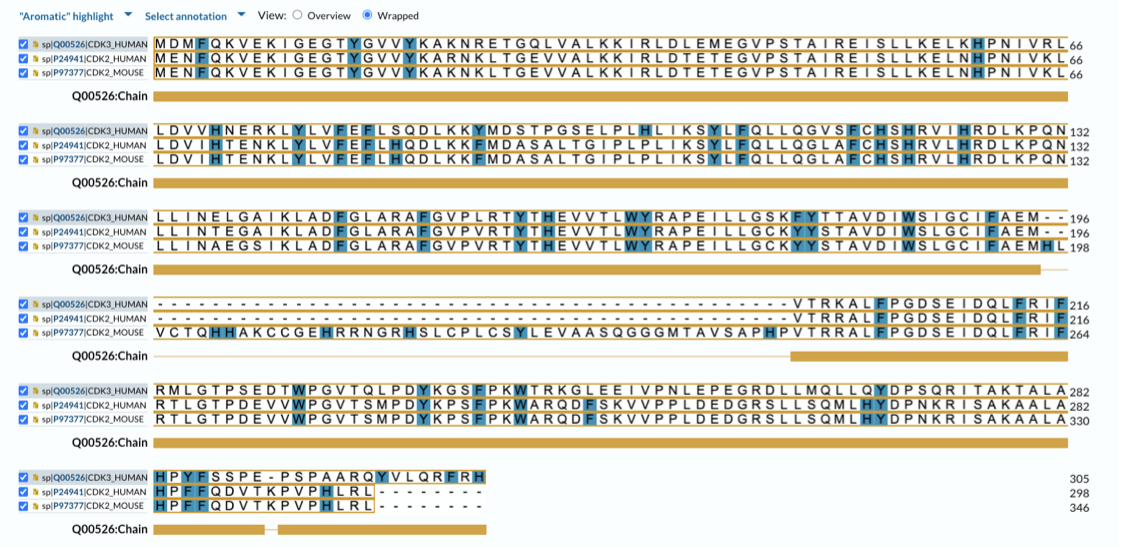 "Aromatic" highlight Select annotation View: Overview Wrapped
sp|Q00526|CDK3_HUMAN MDMFQKVEKIGEGTYGVVYKAKNRETGQLVALKKIRLDLEMEGVPSTAIREISLLKELKHPNIVRL 66
sp|P24941|CDK2_HUMAN MENFQKVEKIGEGTYGVVYKARNKLTGEVVALKKIRLDTETEGVPSTAIREISLLKELNHPNIVKL 66
sp|P97377|CDK2_MOUSE MENFQKVEKIGEGTYGVVYKARNKLTGEVVALKKIRLDTETEGVPSTAIREISLLKELNHPNIVKL 66
Q00526:Chain
sp|Q00526|CDK3_HUMAN LDVVHNERKLYLVFEFLSQDLKKYMDSTPGSELPLHLIKSYLFQLLQGVSFCHSHRVIHRDLKPQN 132
sp|P24941|CDK2_HUMAN LDVIHTENKLYLVFEFLHQDLKKFMDASALTGIPLPLIKSYLFQLLQGLAFCHSHRVLHRDLKPQN 132
sp|P97377|CDK2_MOUSE LDVIHTENKLYLVFEFLHQDLKKFMDASALTGIPLPLIKSYLFQLLQGLAFCHSHRVLHRDLKPQN 132
Q00526:Chain
sp|Q00526|CDK3_HUMAN LLINELGAIKLADFGLARAFGVPLRTYTHEVVTLWYRAPEILLGSKFYTTAVDIWSIGCIFAEM-- 196
sp|P24941|CDK2_HUMAN LLINTEGAIKLADFGLARAFGVPVRTYTHEVVTLWYRAPEILLGCKYYSTAVDIWSLGCIFAEM-- 196
sp|P97377|CDK2_MOUSE LLINAEGSIKLADFGLARAFGVPVRTYTHEVVTLWYRAPEILLGCKYYSTAVDIWSLGCIFAEMHL 198
Q00526:Chain
sp|Q00526|CDK3_HUMAN ----------------------------------------------VTRKALFPGDSEIDQLFRIF 216
sp|P24941|CDK2_HUMAN ----------------------------------------------VTRRALFPGDSEIDQLFRIF 216
sp|P97377|CDK2_MOUSE VCTQHHAKCCGEHRRNGRHSLCPLCSYLEVAASQGGGMTAVSAPHPVTRRALFPGDSEIDQLFRIF 264
Q00526:Chain
sp|Q00526|CDK3_HUMAN RMLGTPSEDTWPGVTQLPDYKGSFPKWTRKGLEEIVPNLEPEGRDLLMQLLQYDPSQRITAKTALA 282
sp|P24941|CDK2_HUMAN RTLGTPDEVVWPGVTSMPDYKPSFPKWARQDFSKVVPPLDEDGRSLLSQMLHYDPNKRISAKAALA 282
sp|P97377|CDK2_MOUSE RTLGTPDEVVWPGVTSMPDYKPSFPKWARQDFSKVVPPLDEDGRSLLSQMLHYDPNKRISAKAALA 330
Q00526:Chain
sp|Q00526|CDK3_HUMAN HPYFSSPE-PSPAARQYVLQRFRH 305
sp|P24941|CDK2_HUMAN HPFFQDVTKPVPHLRL-------- 298
sp|P97377|CDK2_MOUSE HPFFQDVTKPVPHLRL-------- 346
Q00526:Chain